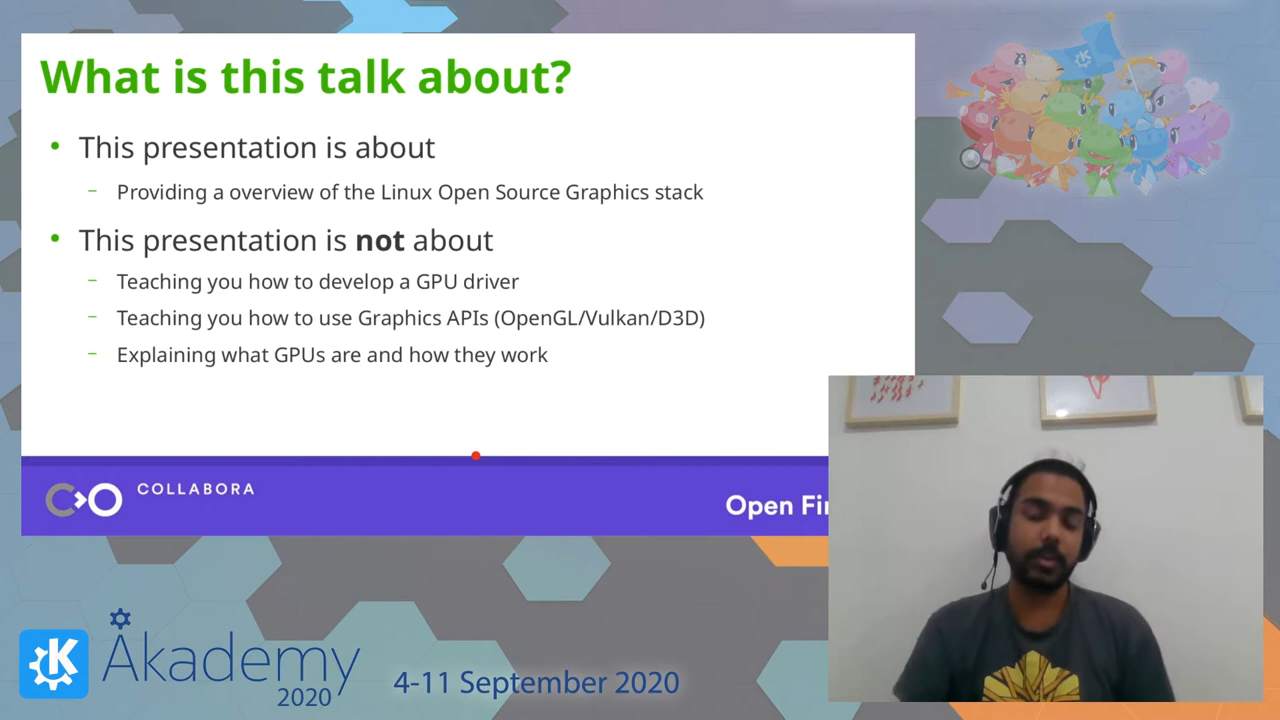 What is this talk about?
• This presentation is about
– Providing a overview of the Linux Open Source Graphics stack
• This presentation is not about
– Teaching you how to develop a GPU driver
– Teaching you how to use Graphics APIs (OpenGL/Vulkan/D3D)
– Explaining what GPUs are and how they work
COLLABORA
Open
Akademy
2020
4-11 September 2020